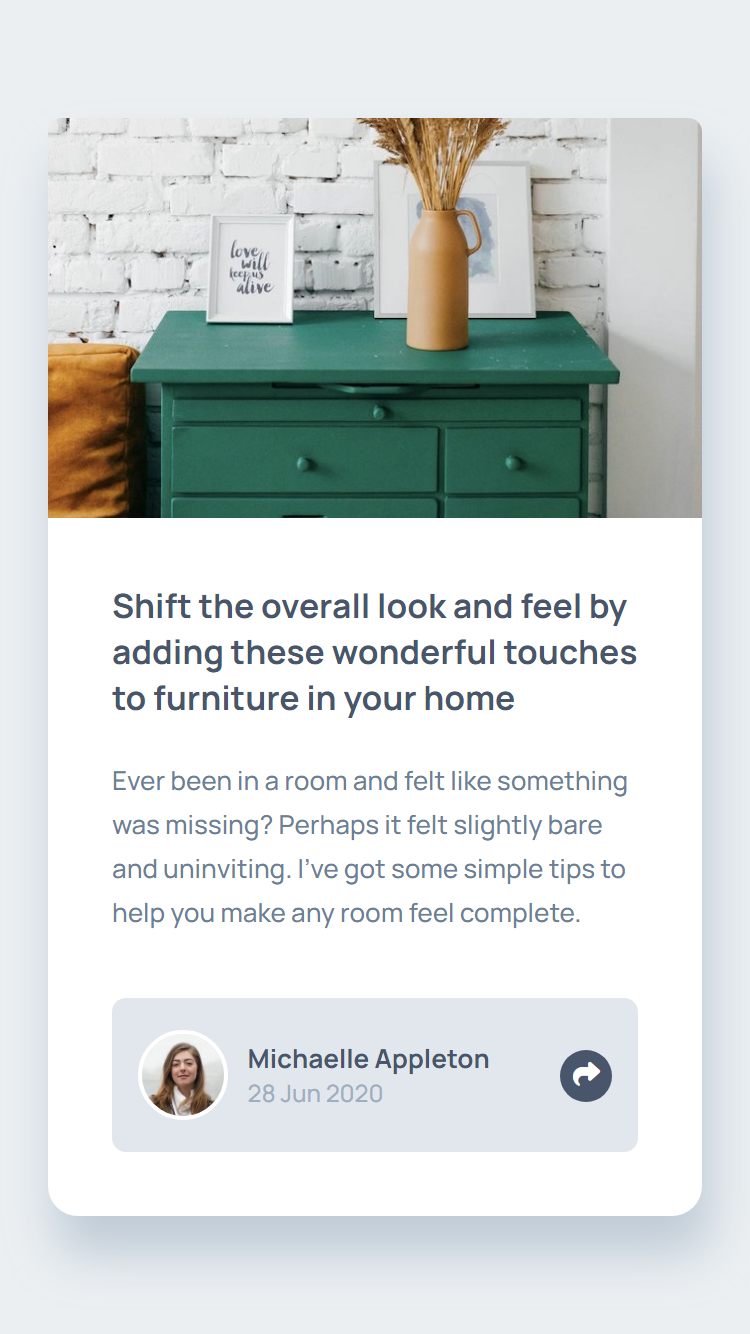 love
will
keep us
alive
Shift the overall look and feel by
adding these wonderful touches
to furniture in your home
Ever been in a room and felt like something
was missing? Perhaps it felt slightly bare
and uninviting. I’ve got some simple tips to
help you make any room feel complete.
Michaelle Appleton
28 Jun 2020